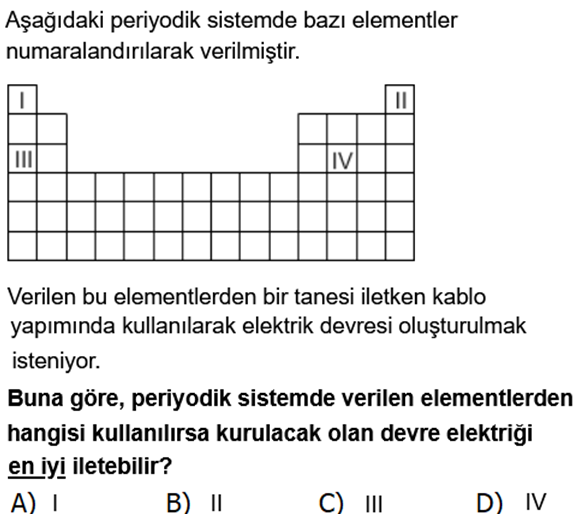 Aşağıdaki periyodik sistemde bazı elementler
numaralandırılarak verilmiştir.
I
II
III
IV
Verilen bu elementlerden bir tanesi iletken kablo
yapımında kullanılarak elektrik devresi oluşturulmak
isteniyor.
Buna göre, periyodik sistemde verilen elementlerden
hangisi kullanılırsa kurulacak olan devre elektriği
en iyi iletebilir?
A) I B) II C) III D) IV